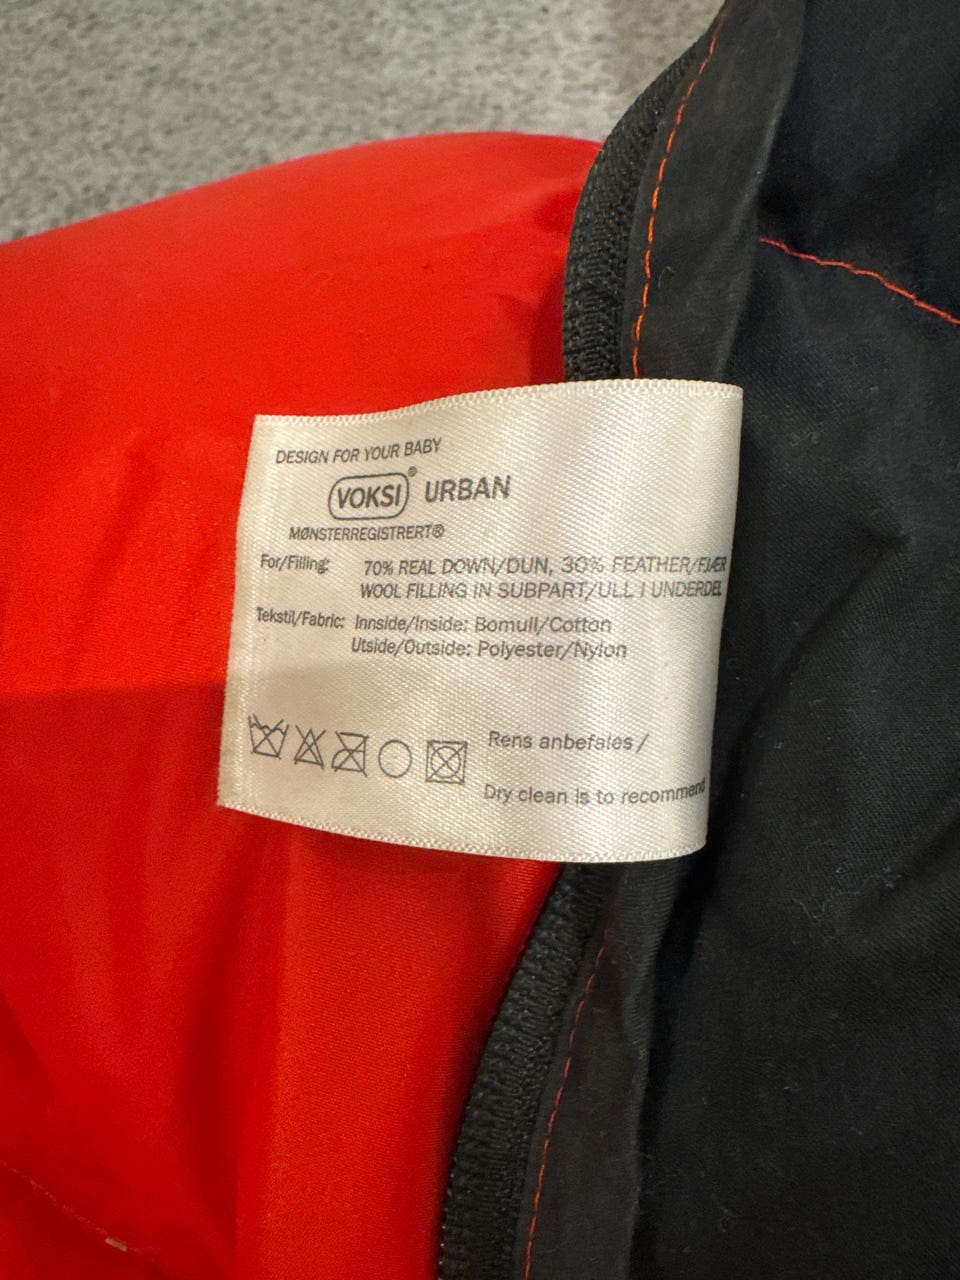 DESIGN FOR YOUR BABY
VOKSI® URBAN
MØNSTERREGISTRERT®
For/Filling: 70% REAL DOWN/DUN, 30% FEATHER/FJÆR
WOOL FILLING IN SUBPART/ULL I UNDERDEL
Tekstil/Fabric: Innside/Inside: Bomull/Cotton
Utside/Outside: Polyester/Nylon
Rens anbefales /
Dry clean is to recommend